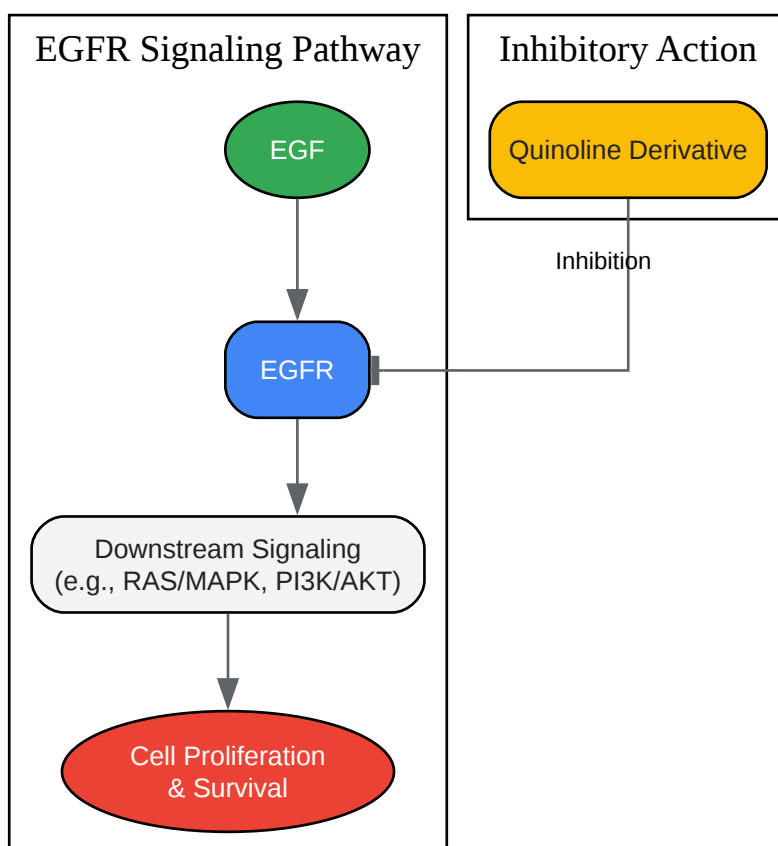 EGFR Signaling Pathway
Inhibitory Action
EGF
Quinoline Derivative
Inhibition
EGFR
Downstream Signaling
(e.g., RAS/MAPK, PI3K/AKT)
Cell Proliferation
& Survival